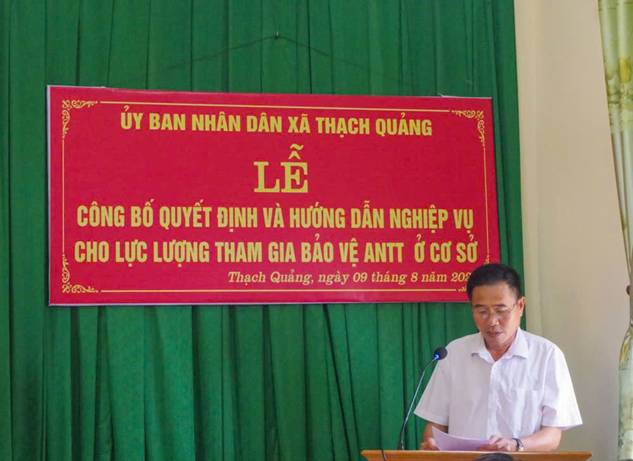 ỦY BAN NHÂN DÂN XÃ THẠCH QUẢNG
LỄ
CÔNG BỐ QUYẾT ĐỊNH VÀ HƯỚNG DẪN NGHIỆP VỤ
CHO LỰC LƯỢNG THAM GIA BẢO VỆ ANTT Ở CƠ SỞ
Thạch Quảng, ngày 09 tháng 8 năm